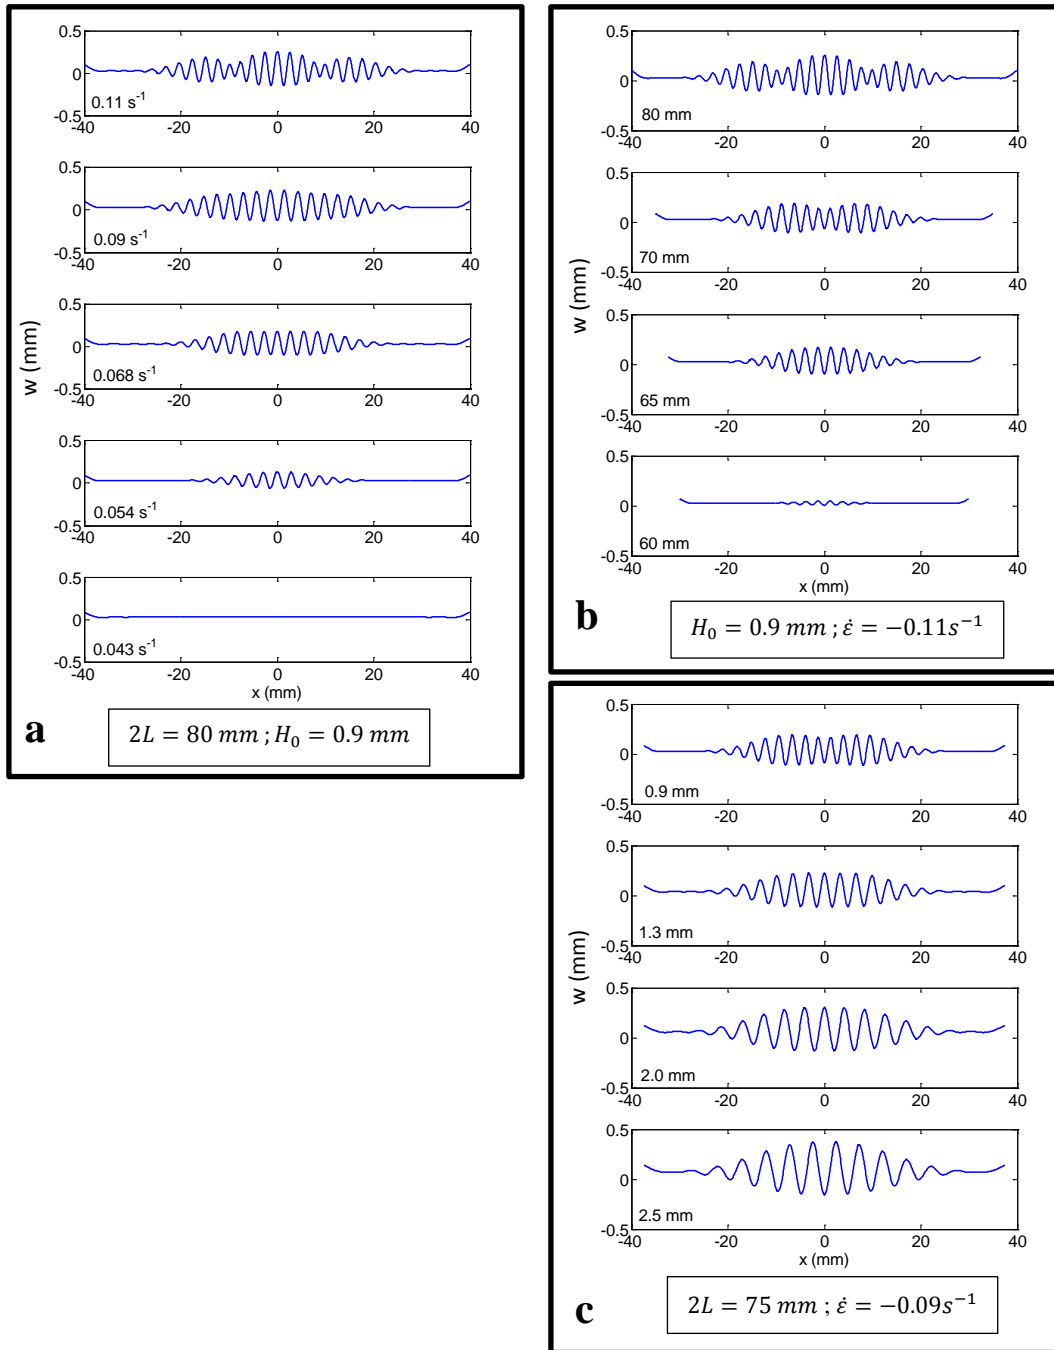 0.5
0
-0.5
-40 -20 0 20 40
0.11 s-1
0.5
0
-0.5
-40 -20 0 20 40
0.09 s-1
0.5
0
-0.5
-40 -20 0 20 40
0.068 s-1
w (mm)
0.5
0
-0.5
-40 -20 0 20 40
0.054 s-1
0.5
0
-0.5
-40 -20 0 20 40
0.043 s-1
x (mm)
a
2L = 80 mm ; H0 = 0.9 mm
0.5
0
-0.5
-40 -20 0 20 40
80 mm
0.5
0
-0.5
-40 -20 0 20 40
70 mm
w (mm)
0.5
0
-0.5
-40 -20 0 20 40
65 mm
0.5
0
-0.5
-40 -20 0 20 40
60 mm
x (mm)
b
H0 = 0.9 mm ; ε̇ = −0.11s−1
0.5
0
-0.5
-40 -20 0 20 40
0.9 mm
0.5
0
-0.5
-40 -20 0 20 40
1.3 mm
w (mm)
0.5
0
-0.5
-40 -20 0 20 40
2.0 mm
0.5
0
-0.5
-40 -20 0 20 40
2.5 mm
x (mm)
c
2L = 75 mm ; ε̇ = −0.09s−1